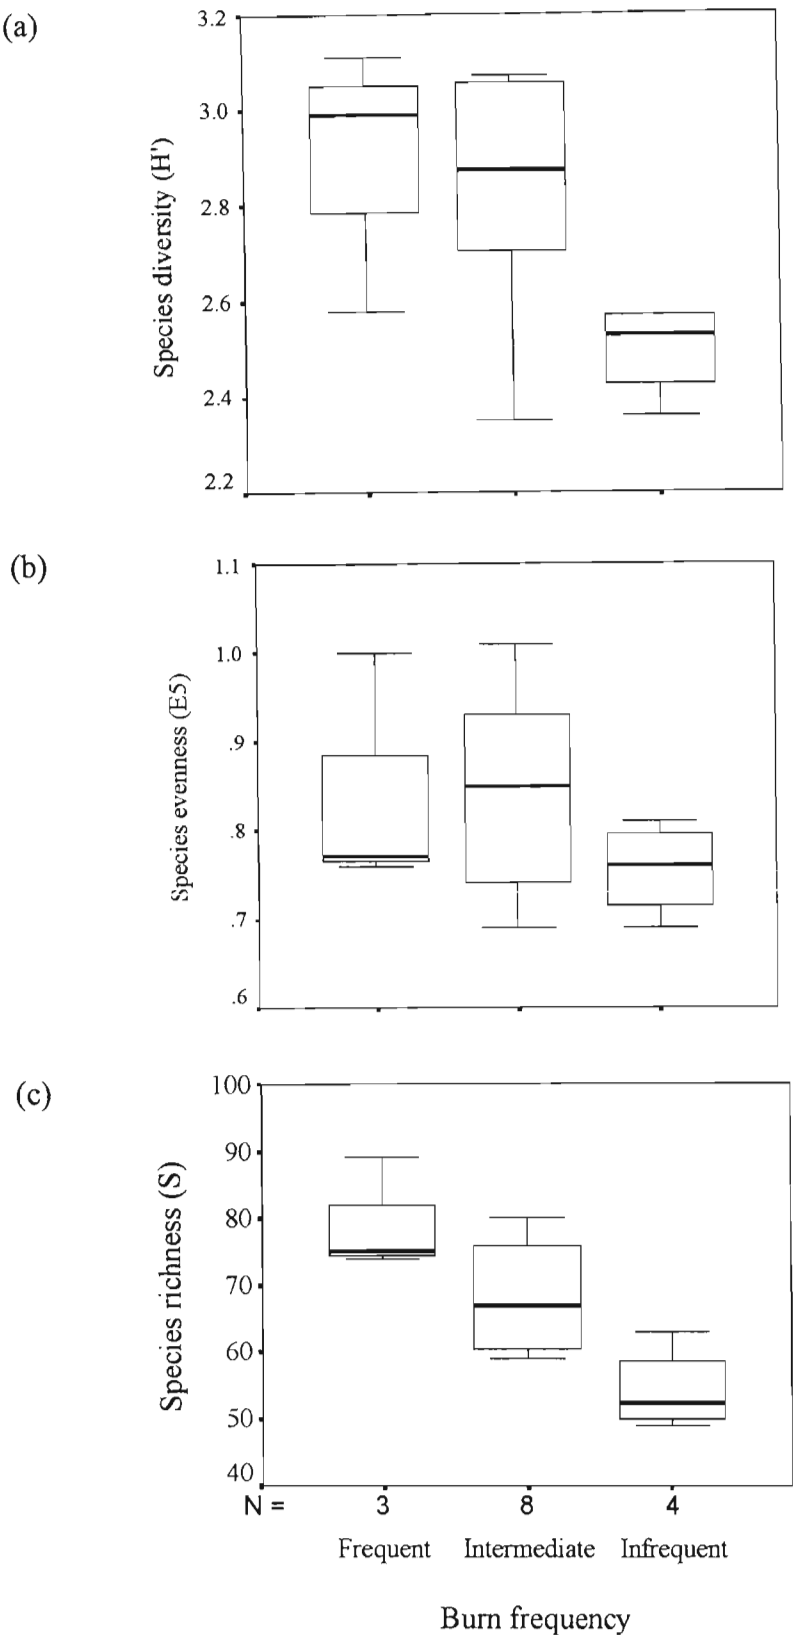 (a)
3.2
3.0
2.8
2.6
2.4
2.2
Species diversity (H')
(b)
1.1
1.0
.9
.8
.7
.6
Species evenness (E5)
(c)
100
90
80
70
60
50
40
Species richness (S)
N = 3 8 4
Frequent Intermediate Infrequent
Burn frequency